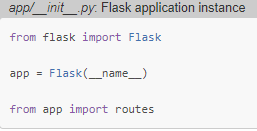 app/__init__.py: Flask application instance
from flask import Flask
app = Flask(__name__)
from app import routes